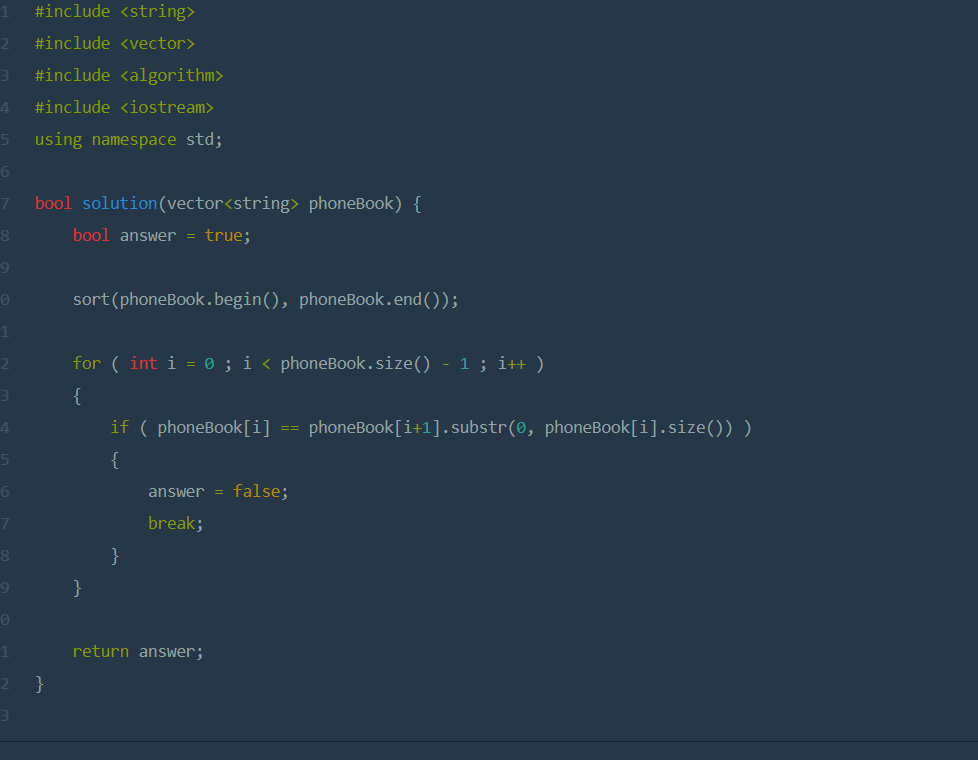 1 #include <string>
2 #include <vector>
3 #include <algorithm>
4 #include <iostream>
5 using namespace std;
6
7 bool solution(vector<string> phoneBook) {
8     bool answer = true;
9
0     sort(phoneBook.begin(), phoneBook.end());
1
2     for ( int i = 0 ; i < phoneBook.size() - 1 ; i++ )
3     {
4         if ( phoneBook[i] == phoneBook[i+1].substr(0, phoneBook[i].size()) )
5         {
6             answer = false;
7             break;
8         }
9     }
0
1     return answer;
2 }
3